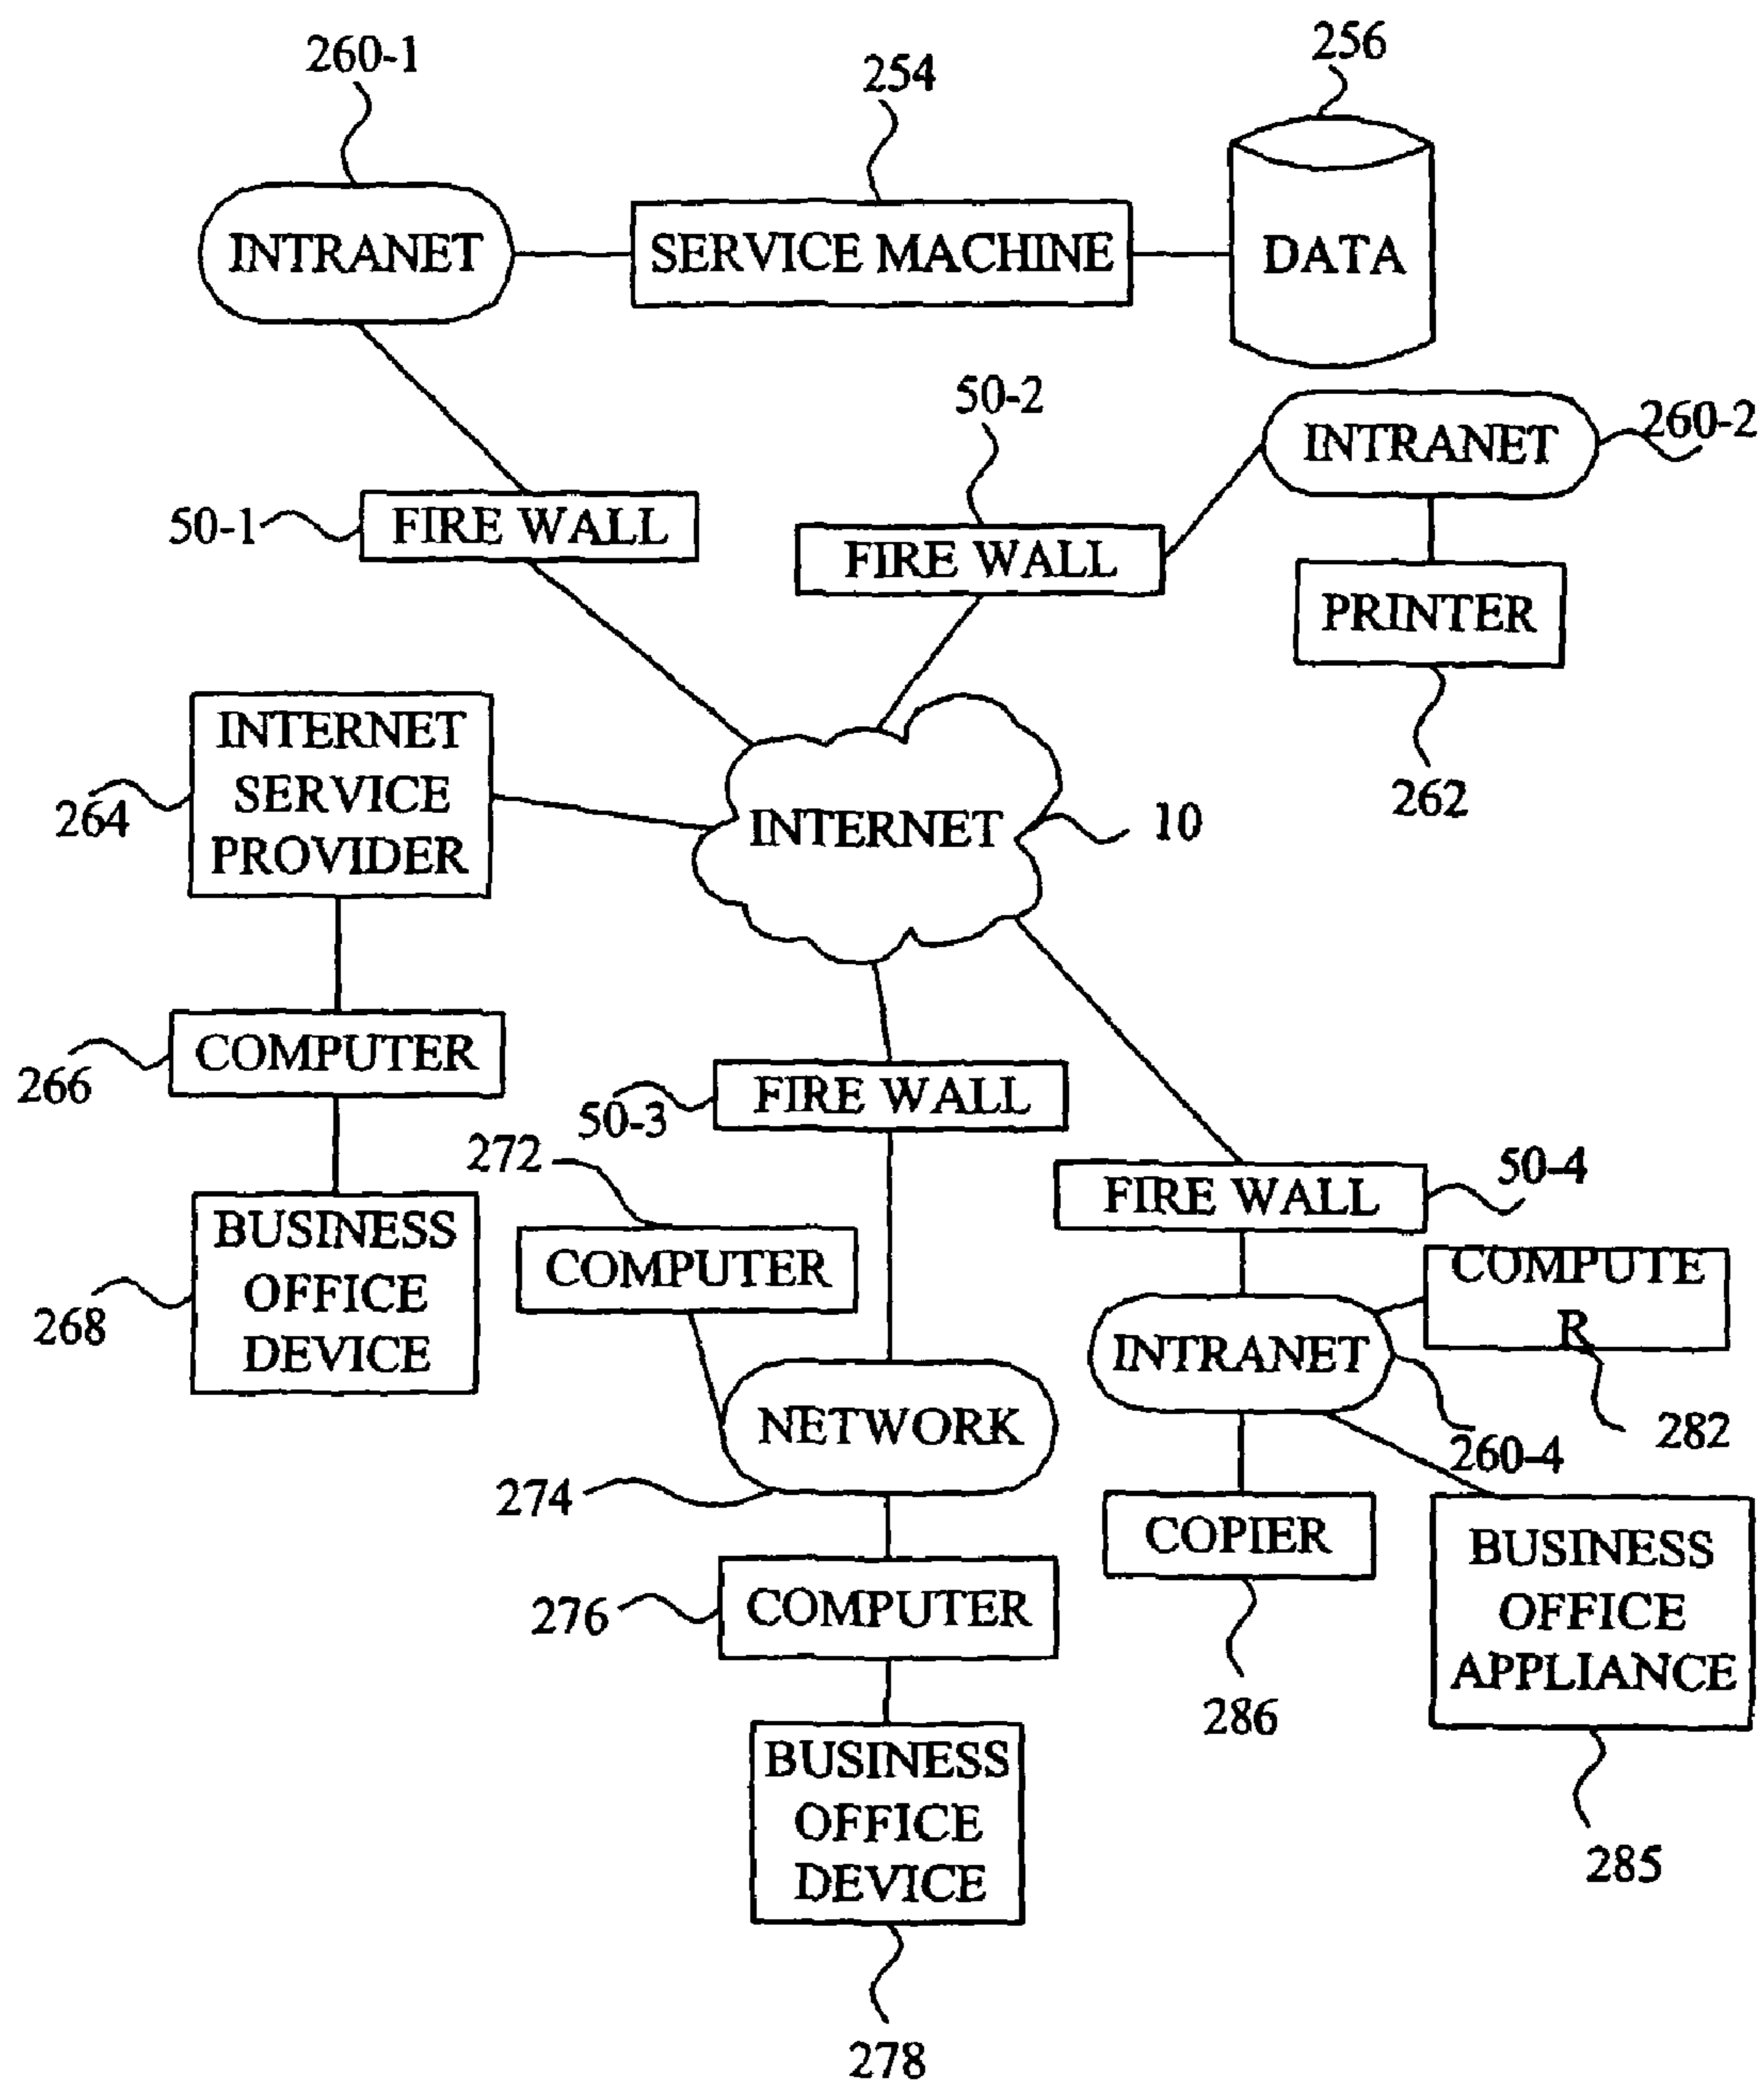 260-1
254
256
INTRANET
SERVICE MACHINE
DATA
50-2
260-2
INTRANET
50-1
FIRE WALL
FIRE WALL
PRINTER
262
INTERNET
SERVICE
PROVIDER
264
INTERNET
10
COMPUTER
266
FIRE WALL
50-3
272
FIRE WALL
50-4
BUSINESS
OFFICE
DEVICE
268
COMPUTER
COMPUTE
R
INTRANET
282
260-4
NETWORK
274
COPIER
BUSINESS
OFFICE
APPLIANCE
276
COMPUTER
286
285
BUSINESS
OFFICE
DEVICE
278